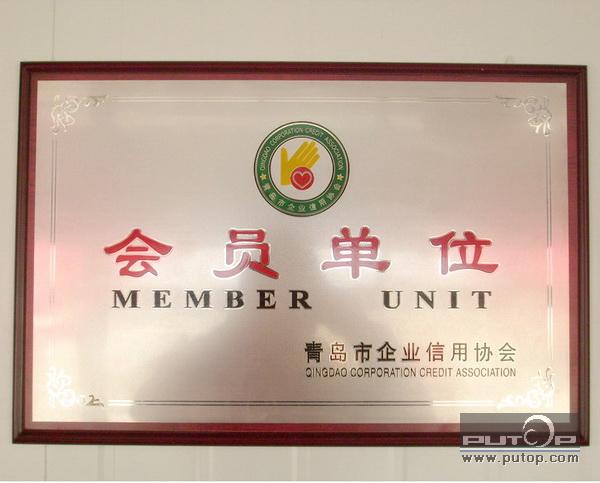 QINGDAO CORPORATION CREDIT ASSOCIATION
青岛市企业信用协会
会员单位
MEMBER UNIT
青岛市企业信用协会
QINGDAO CORPORATION CREDIT ASSOCIATION
PUTOP
www.putop.com